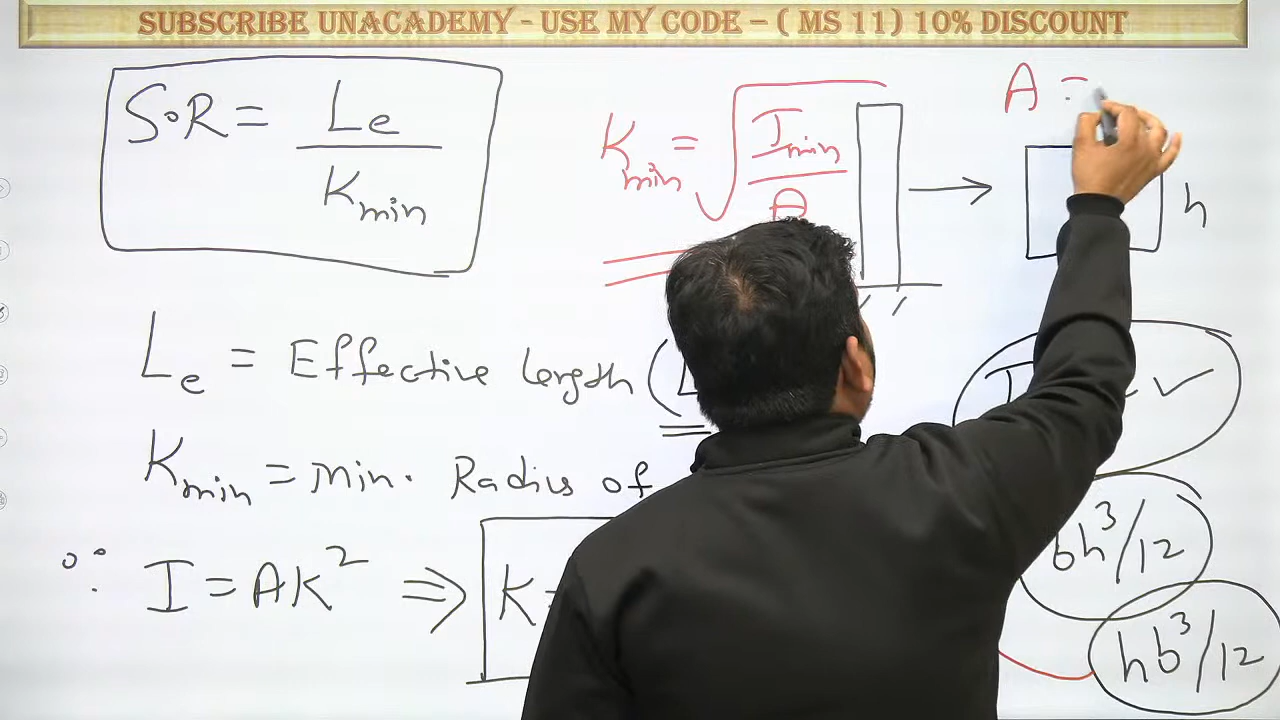 SUBSCRIBE UNACADEMY - USE MY CODE – ( MS 11) 10% DISCOUNT
S.R = Le / Kmin
Kmin = √ Imin / A
A =
h
Le = Effective length (L
Kmin = Min. Radius of
∵ I = AK² ⇒ K =
bh³/12
hb³/12